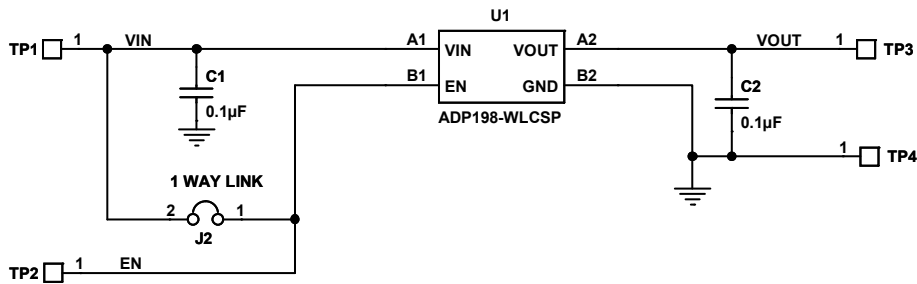 U1
TP1 1 VIN A1 VIN VOUT A2 VOUT 1 TP3
C1
0.1µF
B1 EN GND B2
C2
0.1µF
ADP198-WLCSP
1 TP4
1 WAY LINK
2 1
J2
TP2 1 EN